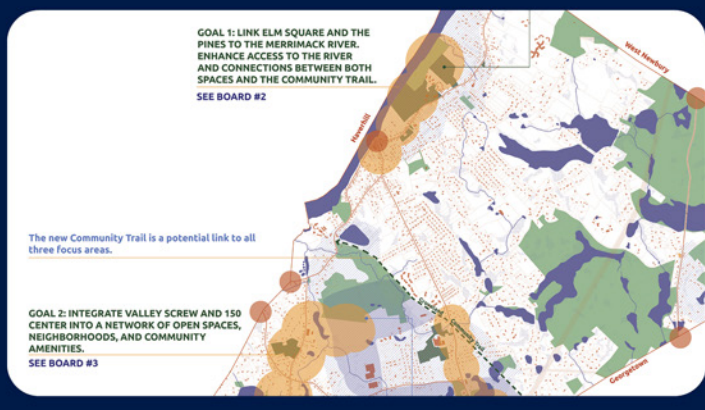 GOAL 1: LINK ELM SQUARE AND THE
PINES TO THE MERRIMACK RIVER.
ENHANCE ACCESS TO THE RIVER
AND CONNECTIONS BETWEEN BOTH
SPACES AND THE COMMUNITY TRAIL.
SEE BOARD #2
West Newbury
Haverhill
The new Community Trail is a potential link to all
three focus areas.
GOAL 2: INTEGRATE VALLEY SCREW AND 150
CENTER INTO A NETWORK OF OPEN SPACES,
NEIGHBORHOODS, AND COMMUNITY
AMENITIES.
SEE BOARD #3
Georgetown